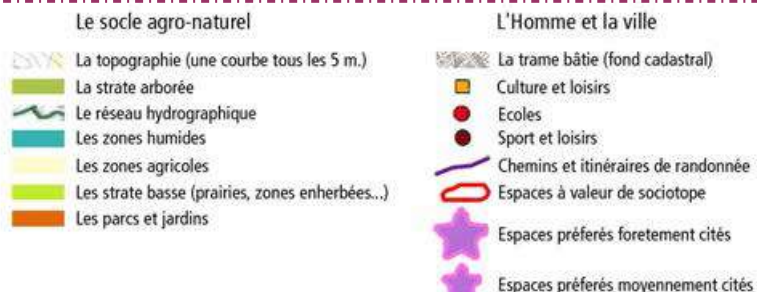 Le socle agro-naturel
La topographie (une courbe tous les 5 m.)
La strate arborée
Le réseau hydrographique
Les zones humides
Les zones agricoles
Les strate basse (prairies, zones enherbées...)
Les parcs et jardins
L'Homme et la ville
La trame bâtie (fond cadastral)
Culture et loisirs
Ecoles
Sport et loisirs
Chemins et itinéraires de randonnée
Espaces à valeur de sociotope
Espaces préferés foretement cités
Espaces préferés moyennement cités